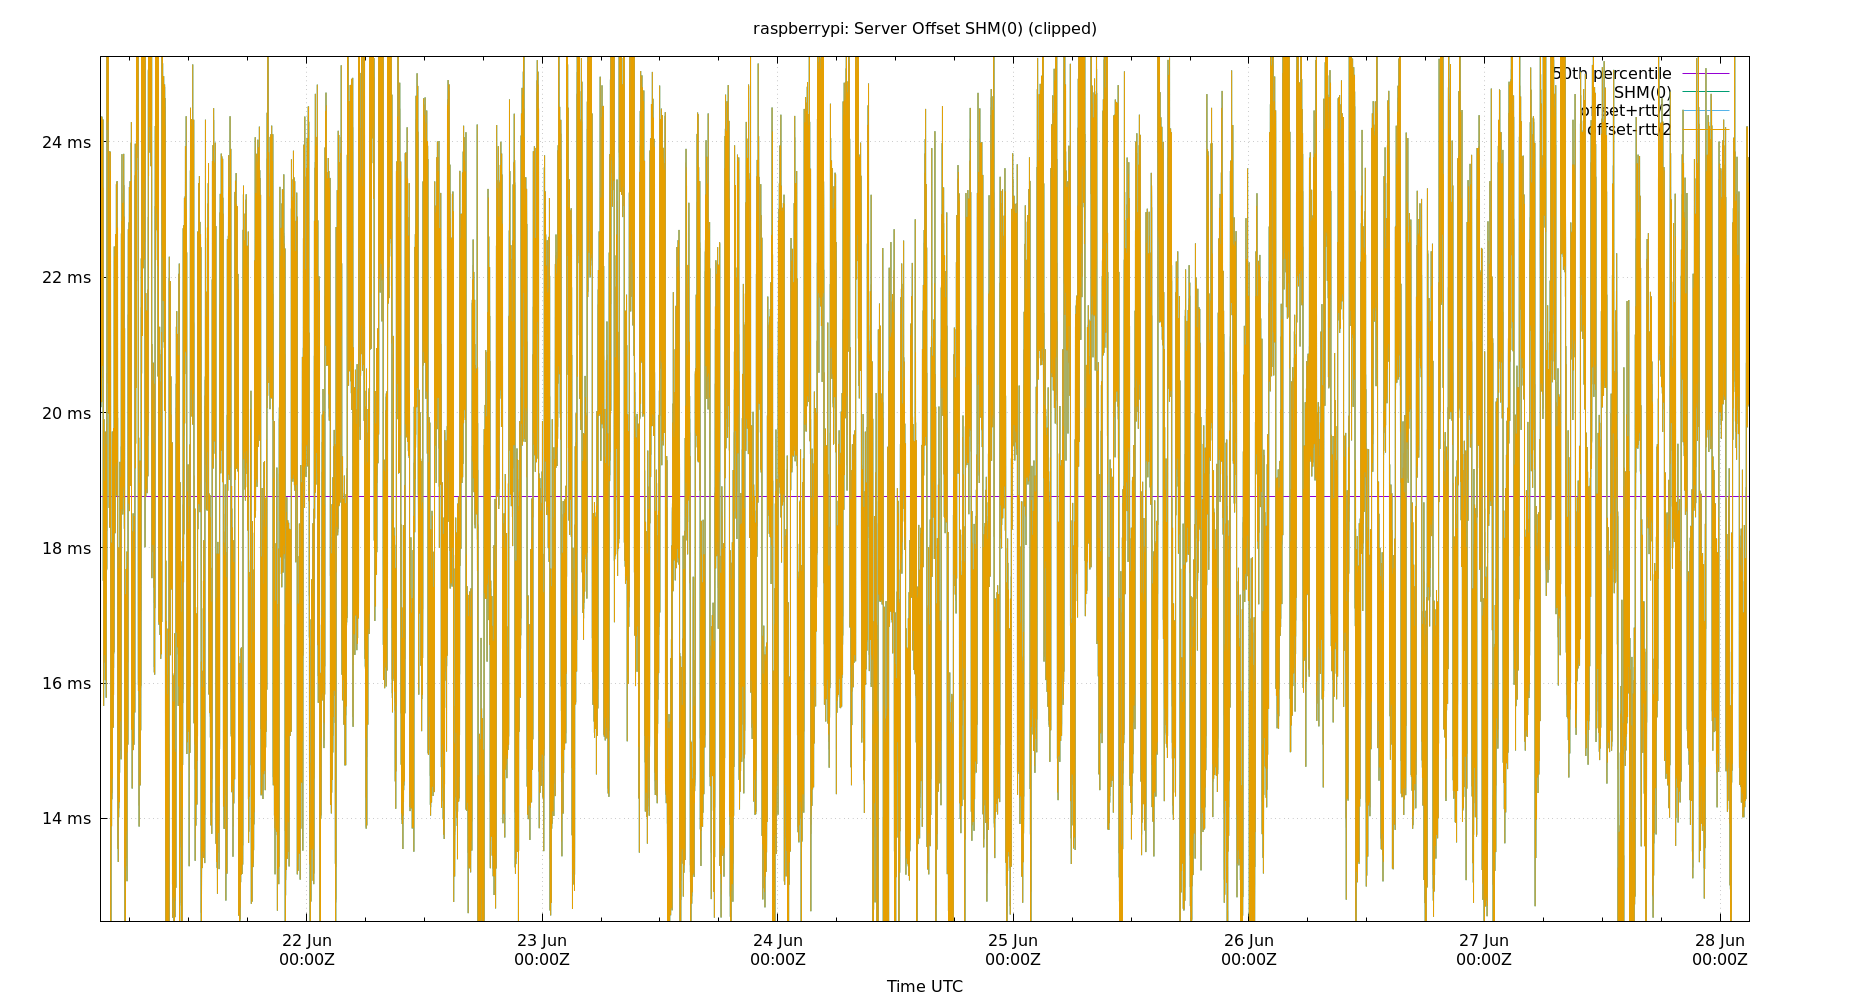 raspberrypi: Server Offset SHM(0) (clipped)
50th percentile
SHM(0)
offset+rtt/2
offset-rtt/2
24 ms
22 ms
20 ms
18 ms
16 ms
14 ms
22 Jun 23 Jun 24 Jun 25 Jun 26 Jun 27 Jun 28 Jun
00:00Z 00:00Z 00:00Z 00:00Z 00:00Z 00:00Z 00:00Z
Time UTC